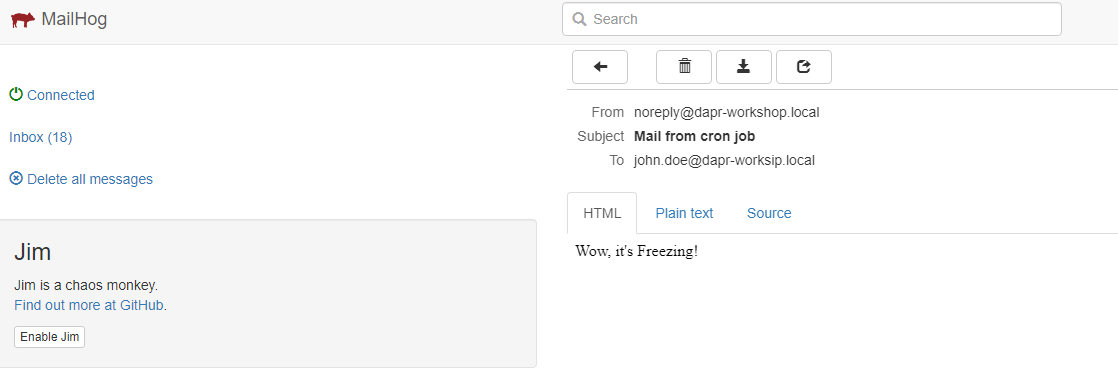 MailHog
Search
Connected
Inbox (18)
Delete all messages
Jim
Jim is a chaos monkey.
Find out more at GitHub.
Enable Jim
From noreply@dapr-workshop.local
Subject Mail from cron job
To john.doe@dapr-worksip.local
HTML Plain text Source
Wow, it's Freezing!